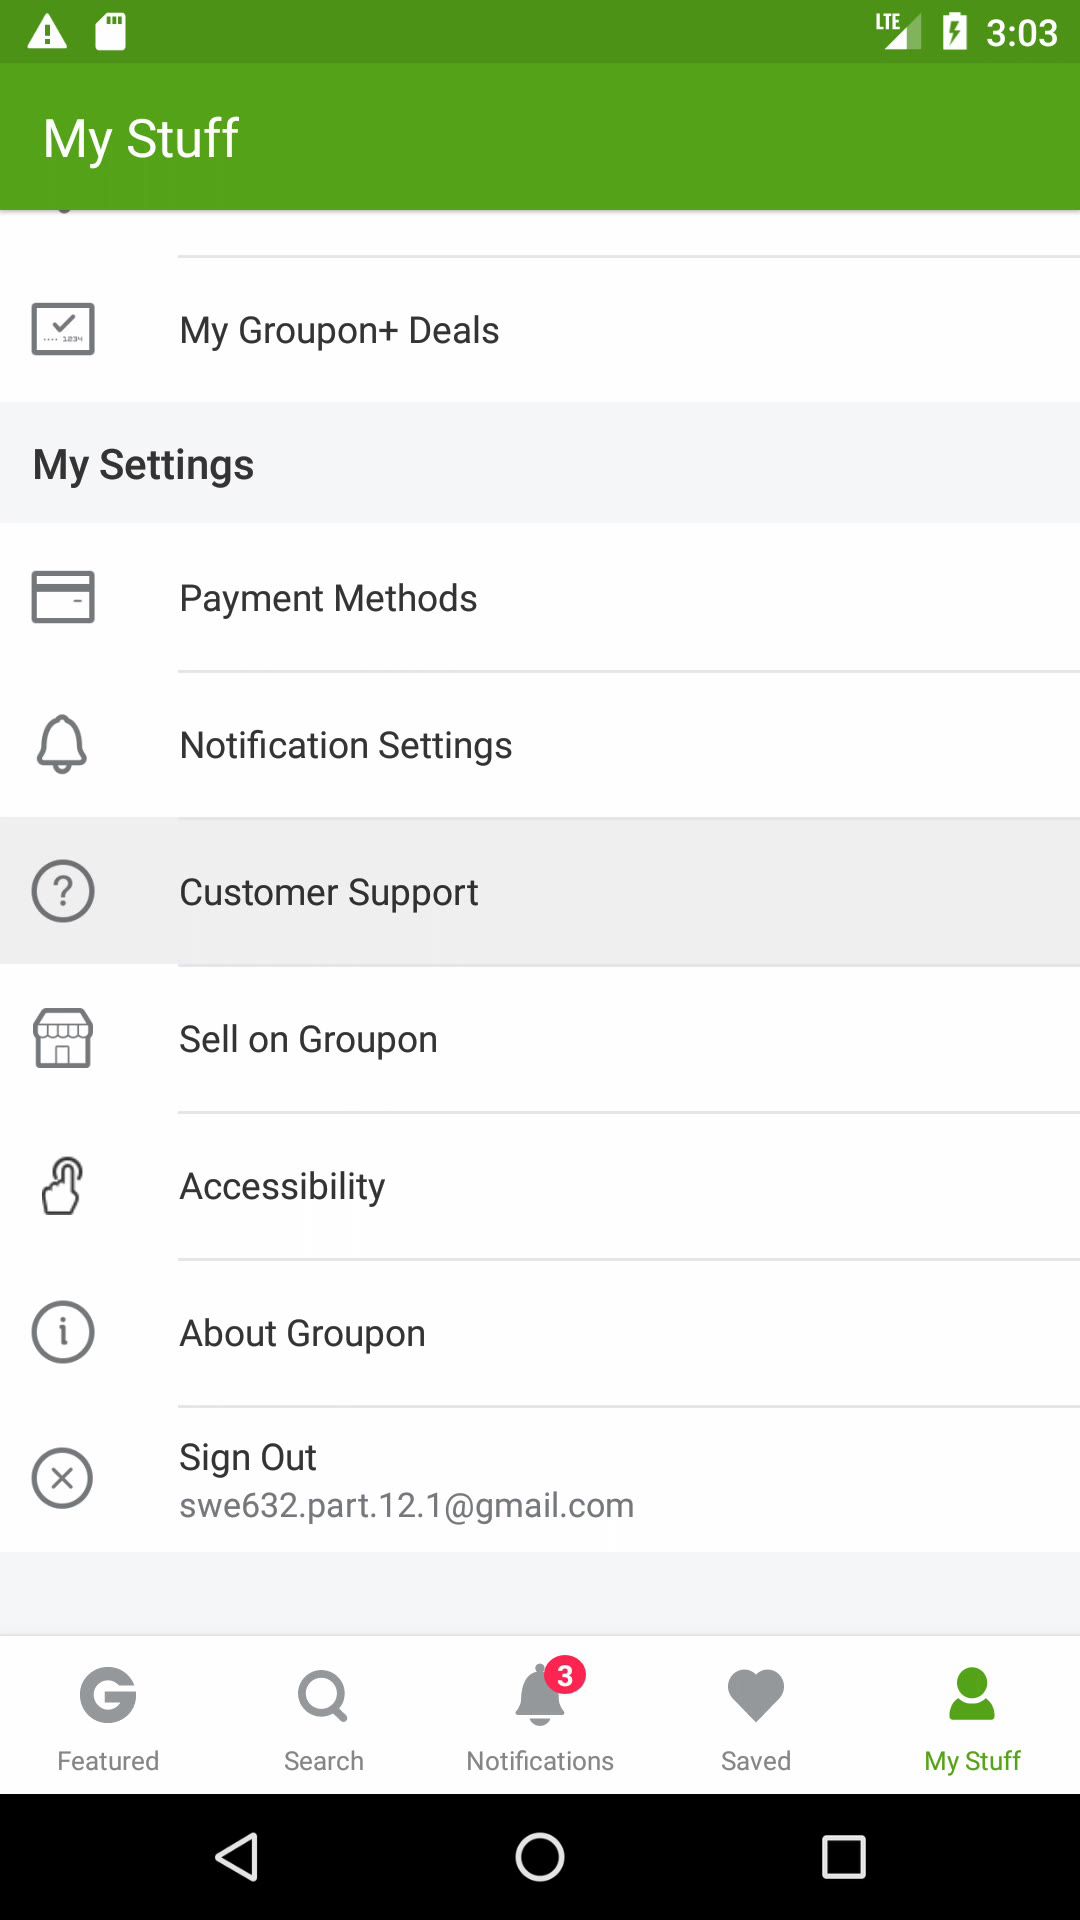 LTE 3:03
My Stuff
1234
My Groupon+ Deals
My Settings
Payment Methods
Notification Settings
?
Customer Support
Sell on Groupon
Accessibility
i
About Groupon
Sign Out
swe632.part.12.1@gmail.com
G
3
Featured
Search
Notifications
Saved
My Stuff